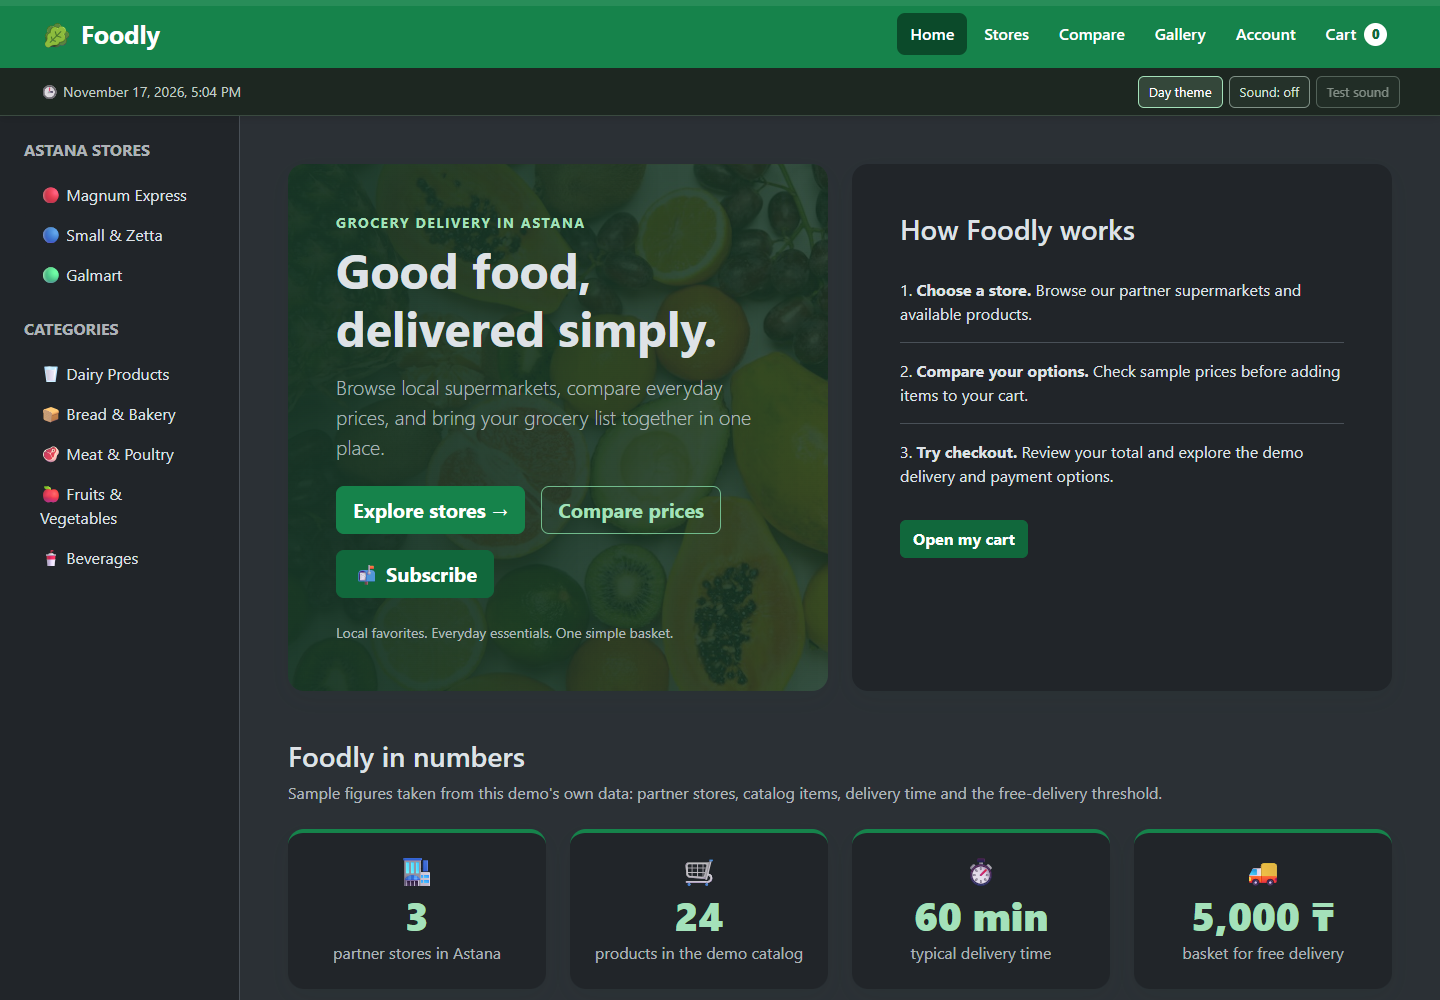 Foodly
Home
Stores
Compare
Gallery
Account
Cart 0
November 17, 2026, 5:04 PM
Day theme
Sound: off
Test sound
ASTANA STORES
Magnum Express
Small & Zetta
Galmart
CATEGORIES
Dairy Products
Bread & Bakery
Meat & Poultry
Fruits &
Vegetables
Beverages
GROCERY DELIVERY IN ASTANA
Good food,
delivered simply.
Browse local supermarkets, compare everyday
prices, and bring your grocery list together in one
place.
Explore stores →
Compare prices
Subscribe
Local favorites. Everyday essentials. One simple basket.
How Foodly works
1. Choose a store. Browse our partner supermarkets and
available products.
2. Compare your options. Check sample prices before adding
items to your cart.
3. Try checkout. Review your total and explore the demo
delivery and payment options.
Open my cart
Foodly in numbers
Sample figures taken from this demo's own data: partner stores, catalog items, delivery time and the free-delivery threshold.
3
partner stores in Astana
24
products in the demo catalog
60 min
typical delivery time
5,000 ₸
basket for free delivery